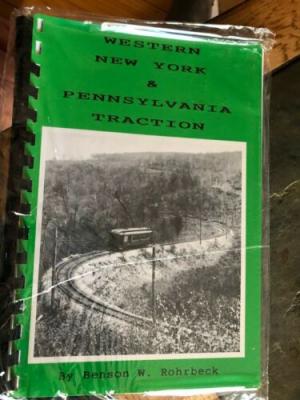 WESTERN
NEW YORK
&
PENNSYLVANIA
TRACTION
By Benson W. Rohrbeck